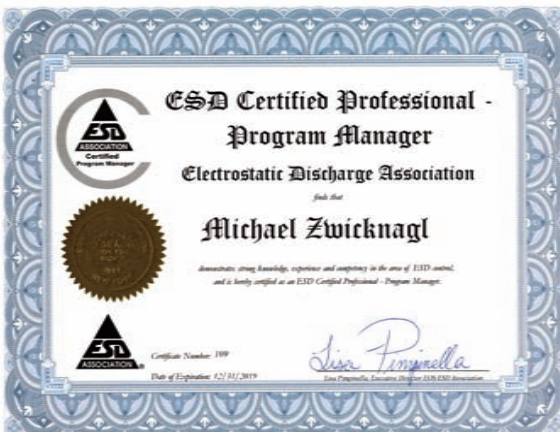 ESD Certified Professional -
Program Manager
Electrostatic Discharge Association
finds that
Michael Zwicknagl
demonstrates strong knowledge, experience and competency in the area of ESD control,
and is hereby certified as an ESD Certified Professional - Program Manager.
ESD
ASSOCIATION
Certified
Program Manager
SEAL
NEW YORK
ESD
ASSOCIATION
Certificate Number: 109
Date of Expiration: 12/31/2019
Lisa Pimpinella
Lisa Pimpinella, Executive Director EOS/ESD Association